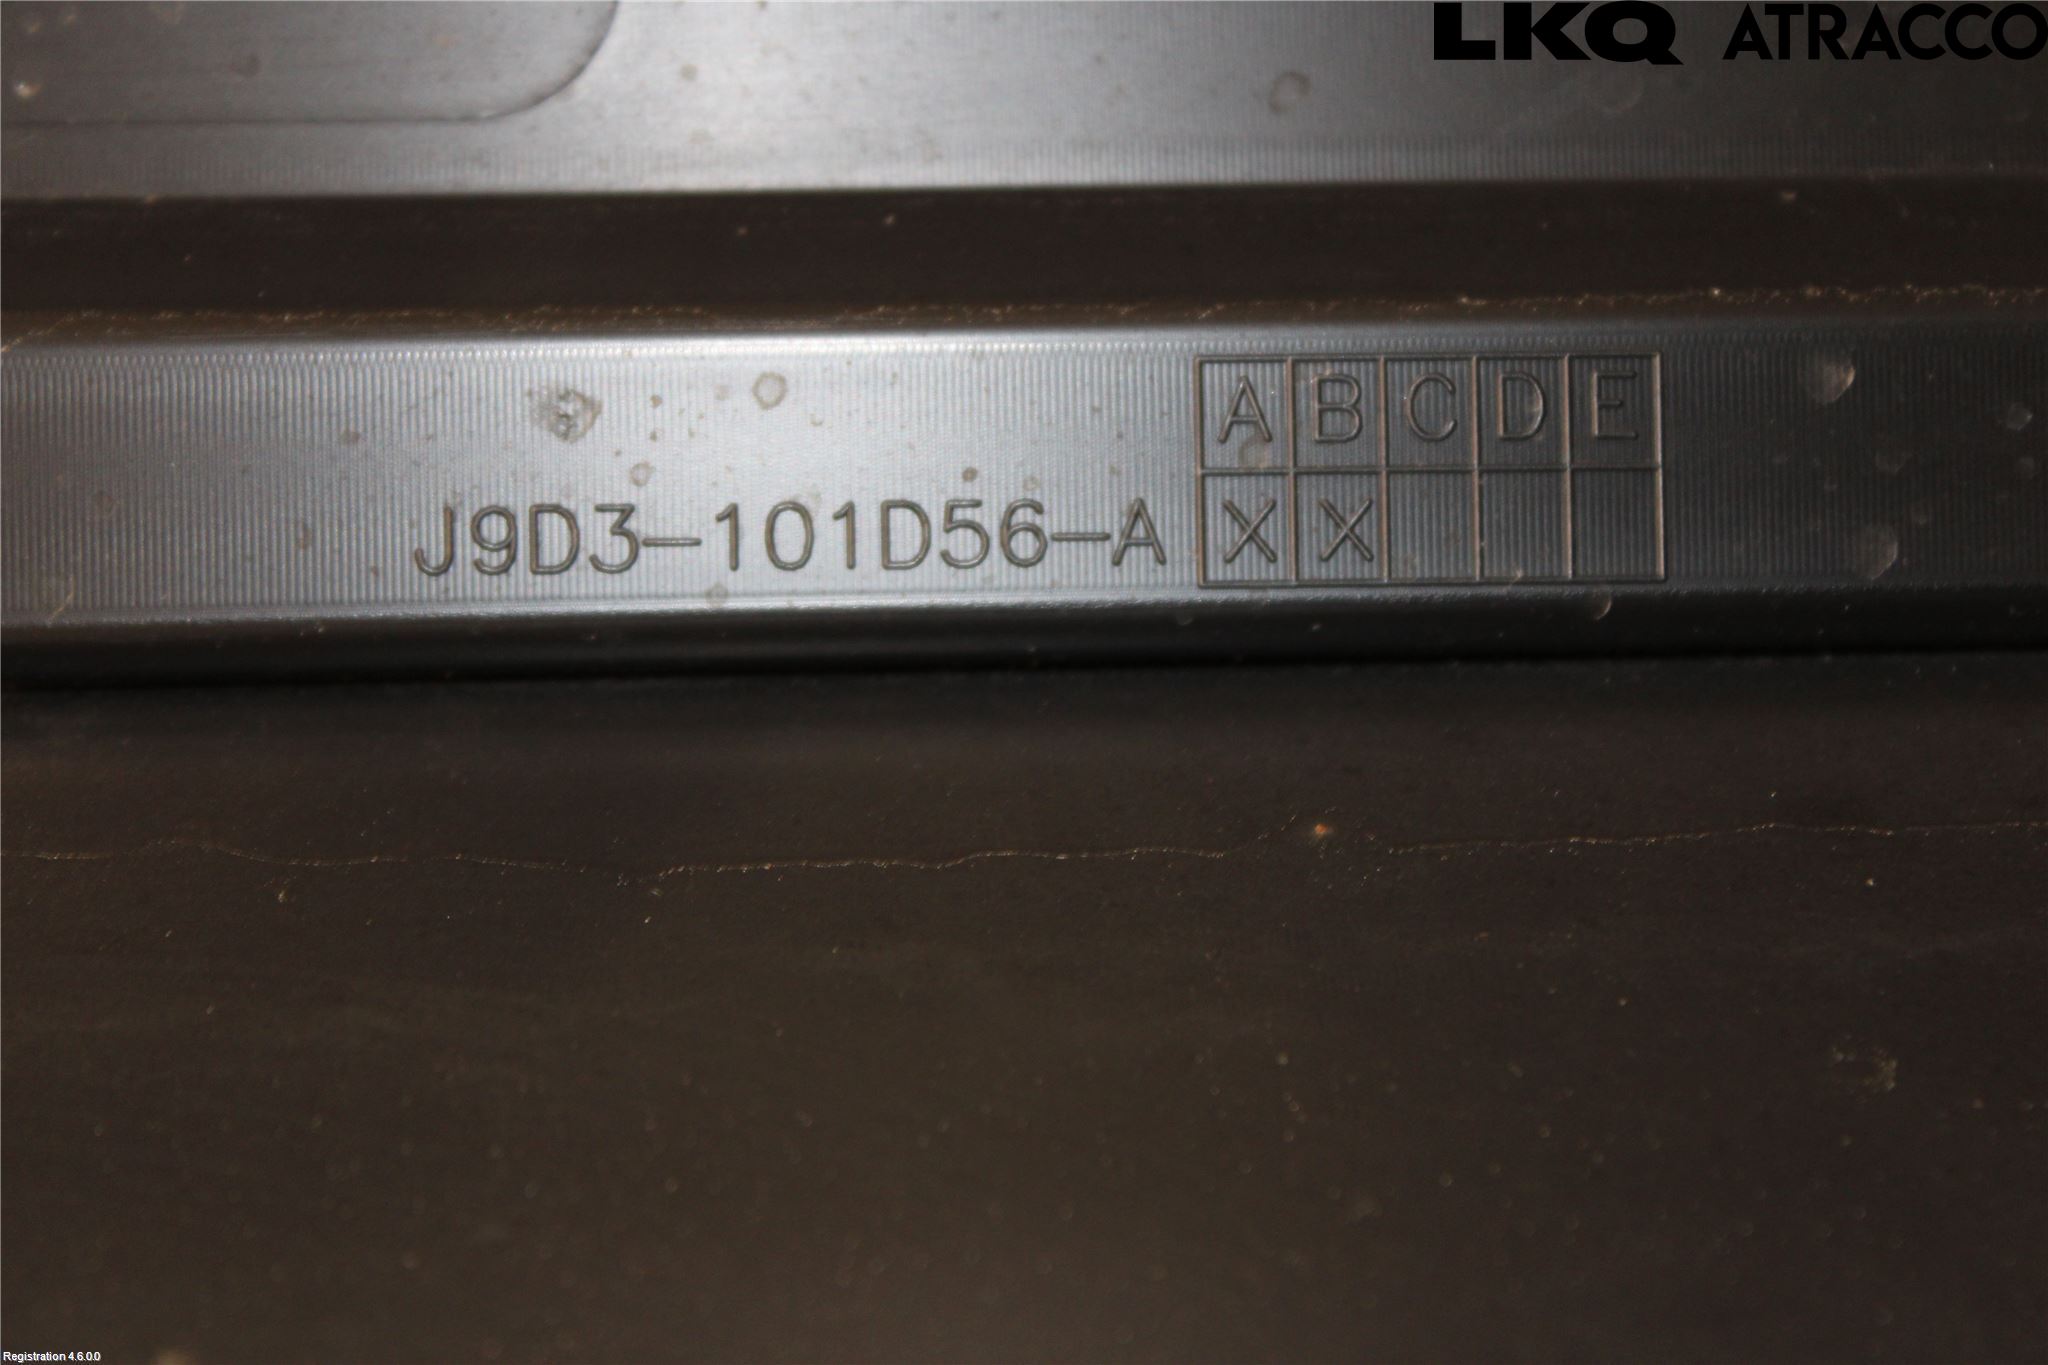 LKQ ATRACCO
A B C D E
J9D3-101D56-A X X
Registration 4.6.0.0